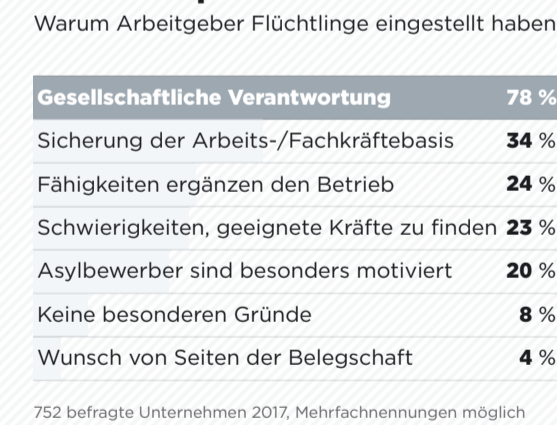 Warum Arbeitgeber Flüchtlinge eingestellt haben
Gesellschaftliche Verantwortung 78 %
Sicherung der Arbeits-/Fachkräftebasis 34 %
Fähigkeiten ergänzen den Betrieb 24 %
Schwierigkeiten, geeignete Kräfte zu finden 23 %
Asylbewerber sind besonders motiviert 20 %
Keine besonderen Gründe 8 %
Wunsch von Seiten der Belegschaft 4 %
752 befragte Unternehmen 2017, Mehrfachnennungen möglich